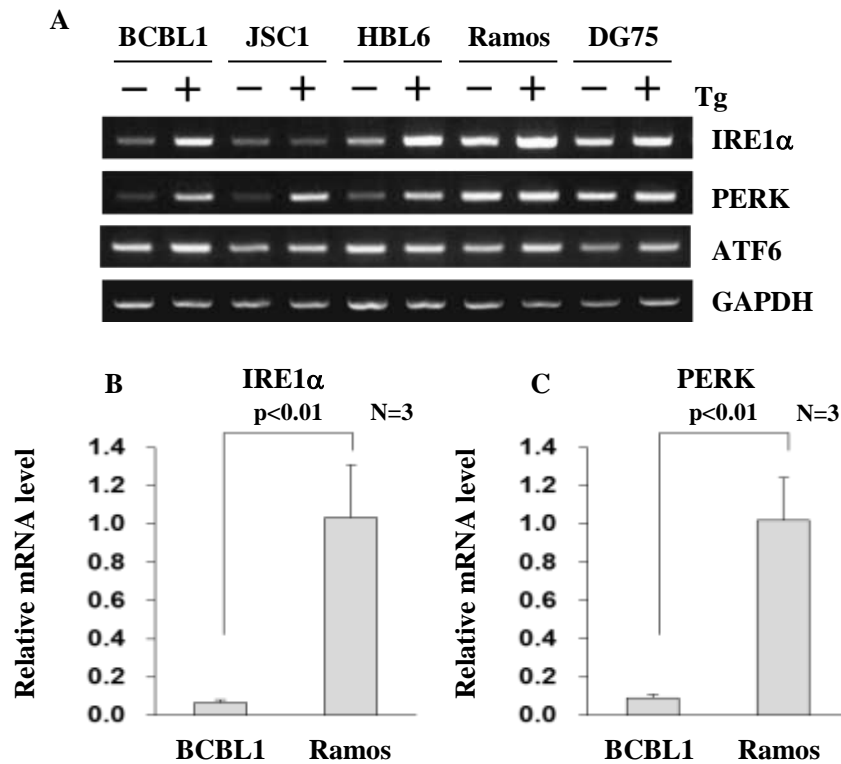 A
BCBL1 JSC1 HBL6 Ramos DG75
− + − + − + − + − + Tg
IRE1α
PERK
ATF6
GAPDH
B IRE1α
p<0.01 N=3
Relative mRNA level
1.4
1.2
1.0
0.8
0.6
0.4
0.2
0.0
BCBL1 Ramos
C PERK
p<0.01 N=3
Relative mRNA level
1.4
1.2
1.0
0.8
0.6
0.4
0.2
0.0
BCBL1 Ramos